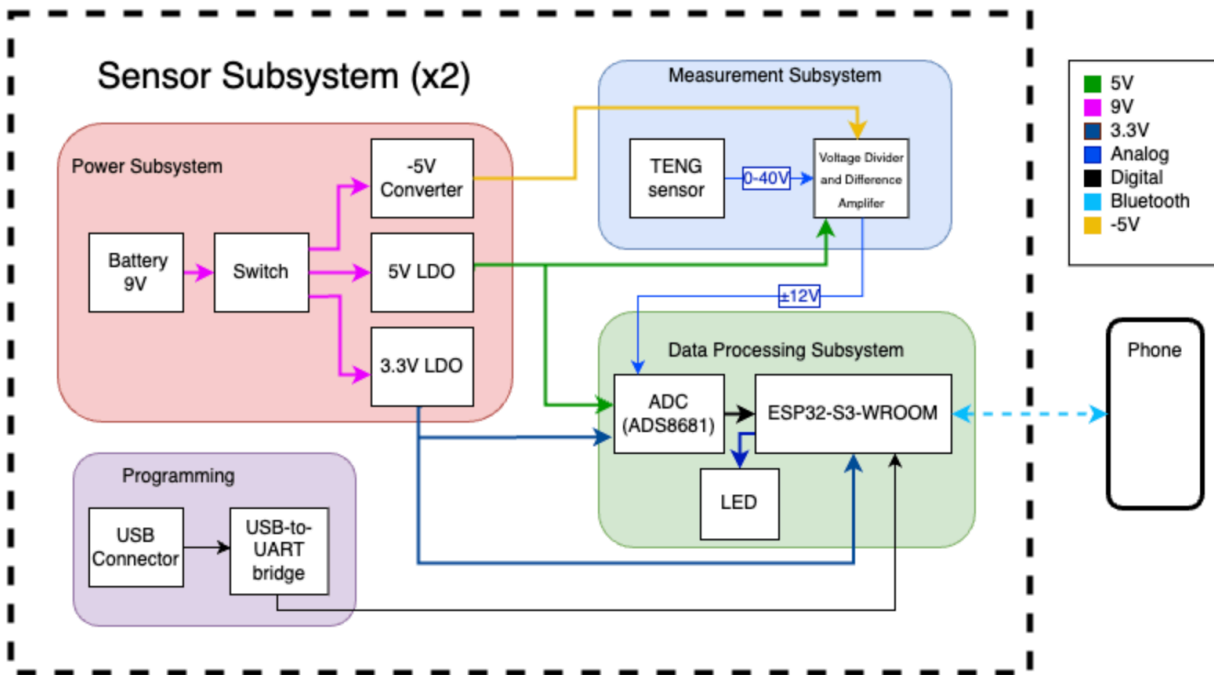 Sensor Subsystem (x2)
Power Subsystem
Battery
9V
Switch
-5V
Converter
5V LDO
3.3V LDO
Measurement Subsystem
TENG
sensor
0-40V
Voltage Divider
and Difference
Amplifer
±12V
Data Processing Subsystem
ADC
(ADS8681)
ESP32-S3-WROOM
LED
Programming
USB
Connector
USB-to-
UART
bridge
5V
9V
3.3V
Analog
Digital
Bluetooth
-5V
Phone